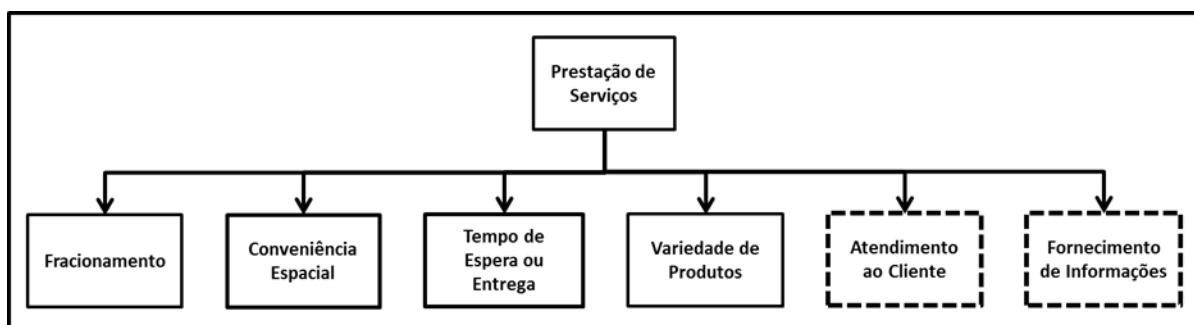 Prestação de
Serviços
Fracionamento
Conveniência
Espacial
Tempo de
Espera ou
Entrega
Variedade de
Produtos
Atendimento
ao Cliente
Fornecimento
de Informações